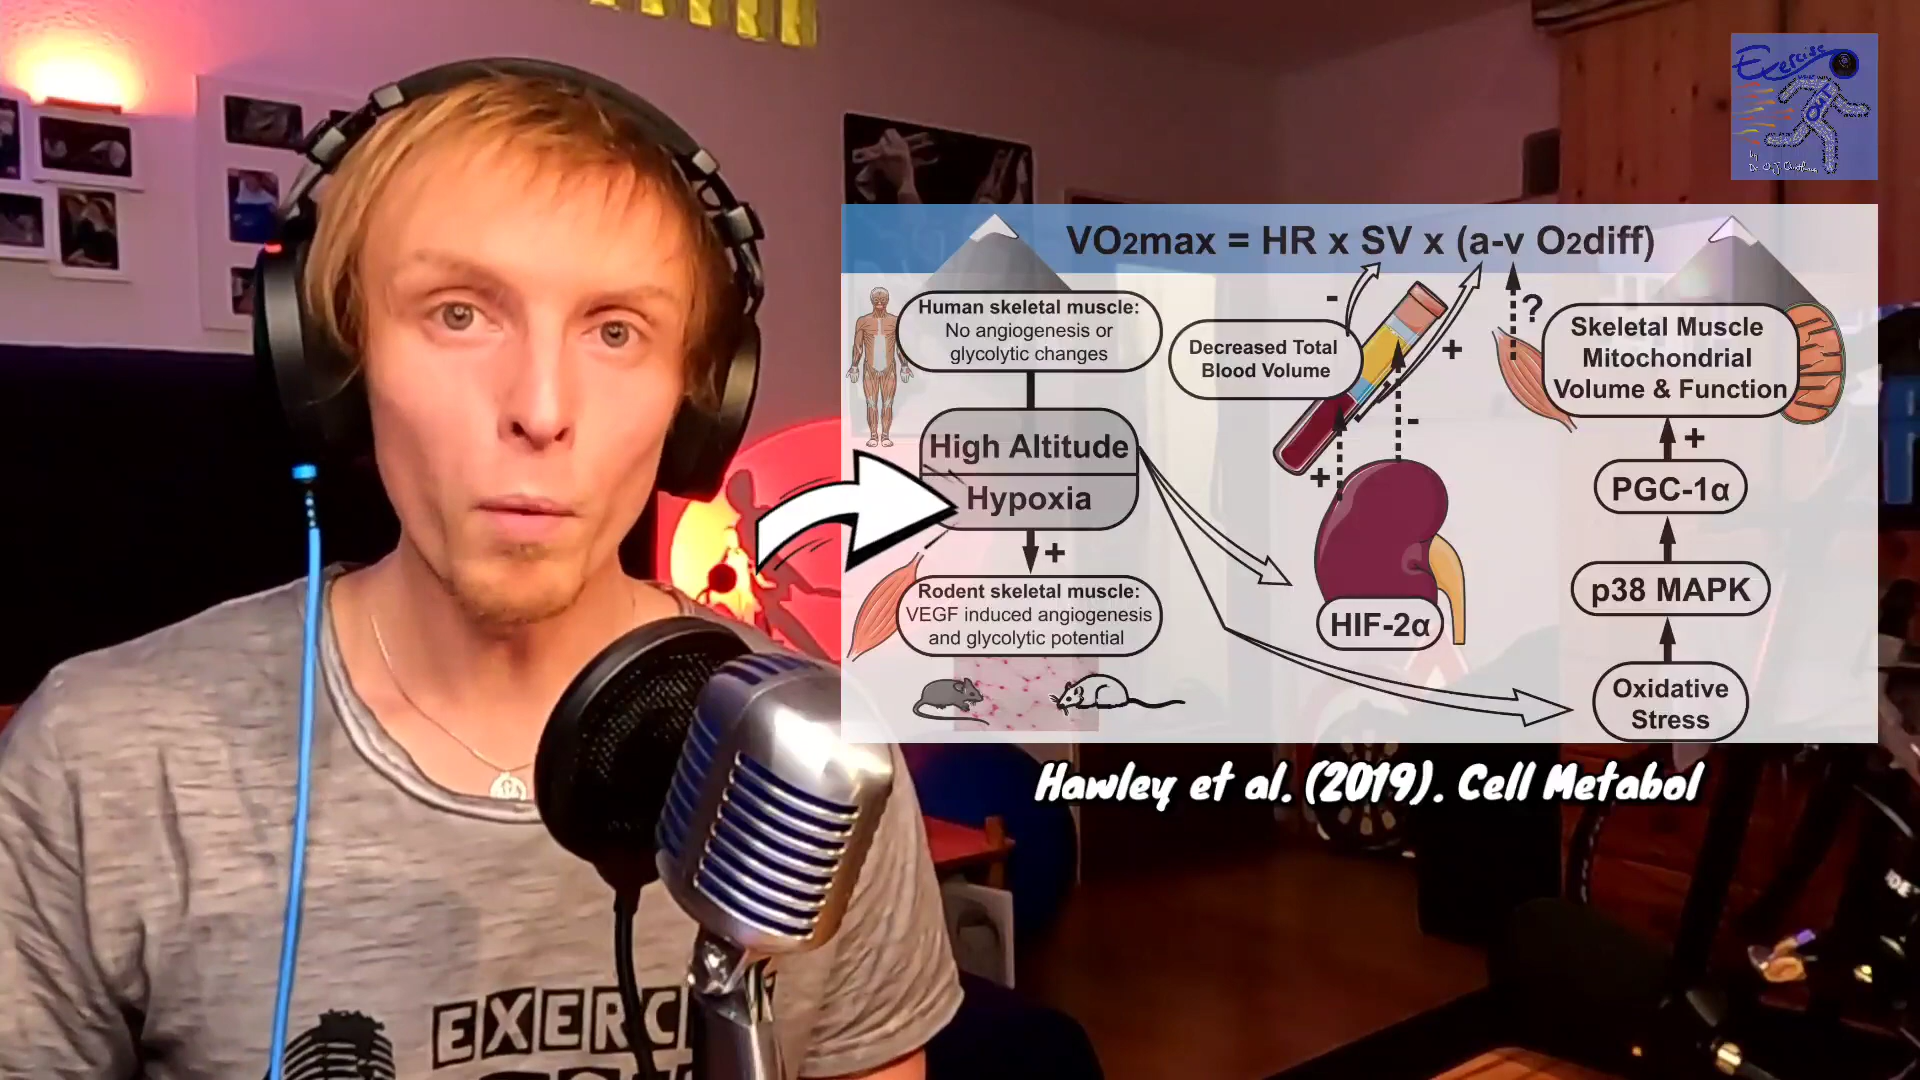 Exercise
by
VO2max = HR x SV x (a-v O2diff)
Human skeletal muscle:
No angiogenesis or
glycolytic changes
High Altitude
Hypoxia
+
Rodent skeletal muscle:
VEGF induced angiogenesis
and glycolytic potential
-
Decreased Total
Blood Volume
+
?
-
+
HIF-2α
Skeletal Muscle
Mitochondrial
Volume & Function
+
PGC-1α
p38 MAPK
Oxidative
Stress
Hawley et al. (2019). Cell Metabol
EXERC